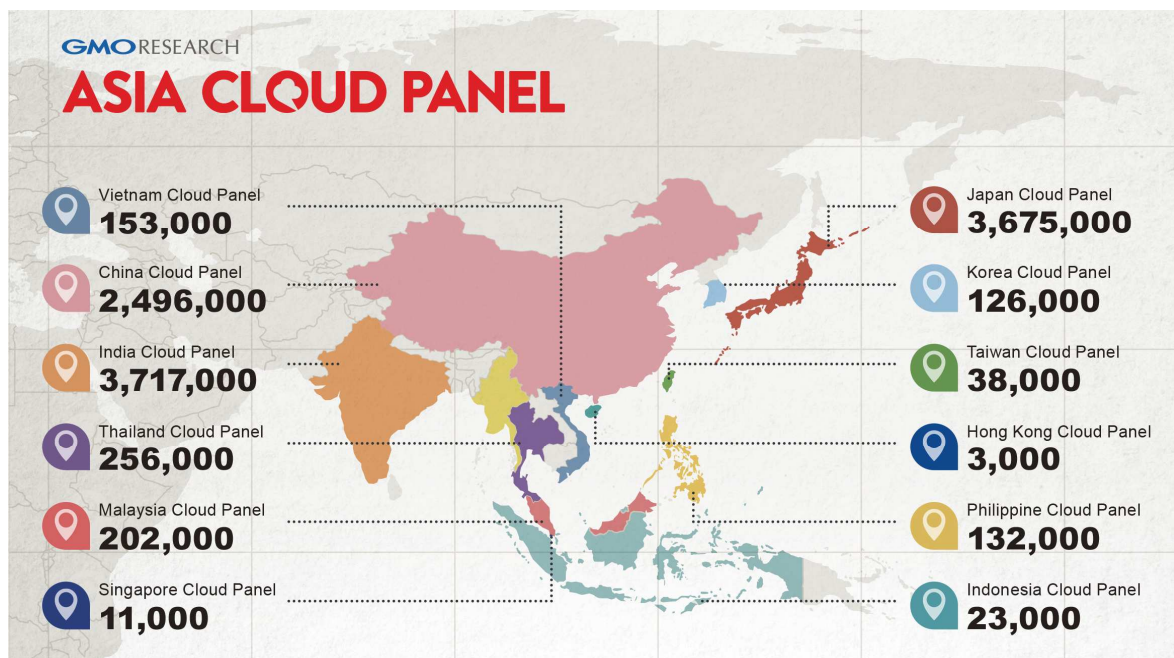 GMO RESEARCH
ASIA CLOUD PANEL
Vietnam Cloud Panel
153,000
China Cloud Panel
2,496,000
India Cloud Panel
3,717,000
Thailand Cloud Panel
256,000
Malaysia Cloud Panel
202,000
Singapore Cloud Panel
11,000
Japan Cloud Panel
3,675,000
Korea Cloud Panel
126,000
Taiwan Cloud Panel
38,000
Hong Kong Cloud Panel
3,000
Philippine Cloud Panel
132,000
Indonesia Cloud Panel
23,000